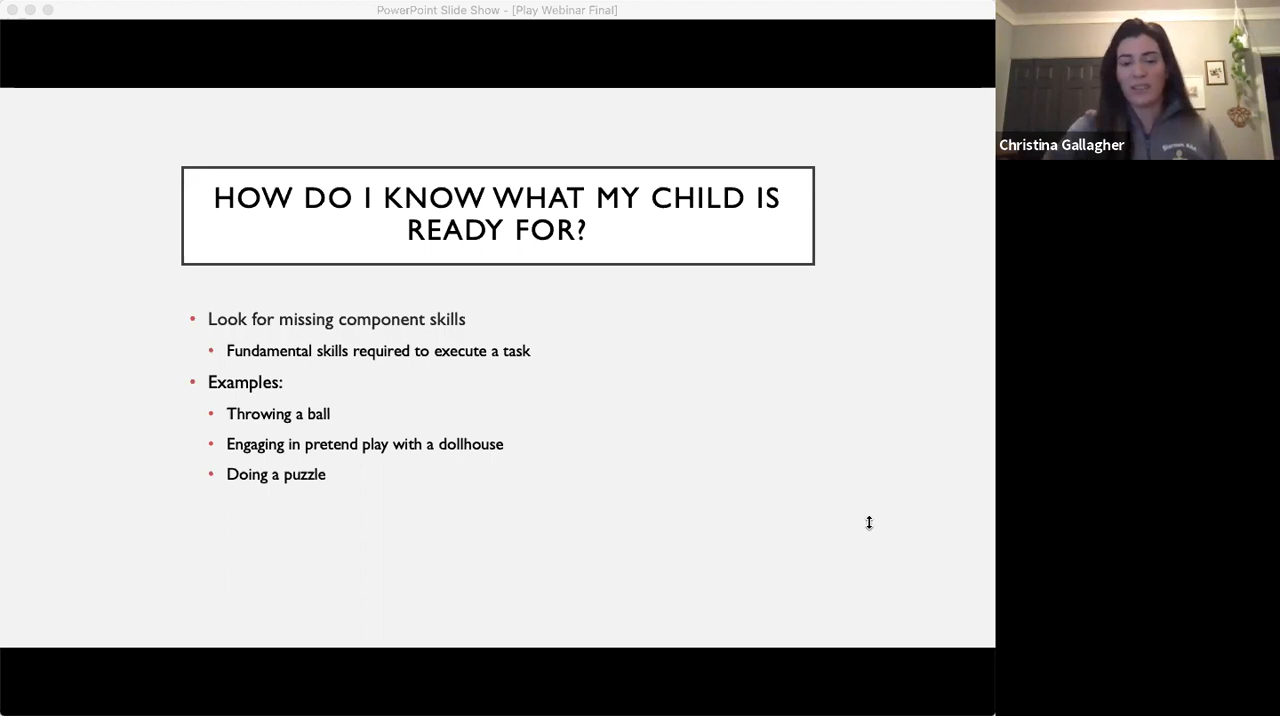 PowerPoint Slide Show - [Play Webinar Final]
HOW DO I KNOW WHAT MY CHILD IS
READY FOR?
• Look for missing component skills
• Fundamental skills required to execute a task
• Examples:
• Throwing a ball
• Engaging in pretend play with a dollhouse
• Doing a puzzle
Christina Gallagher